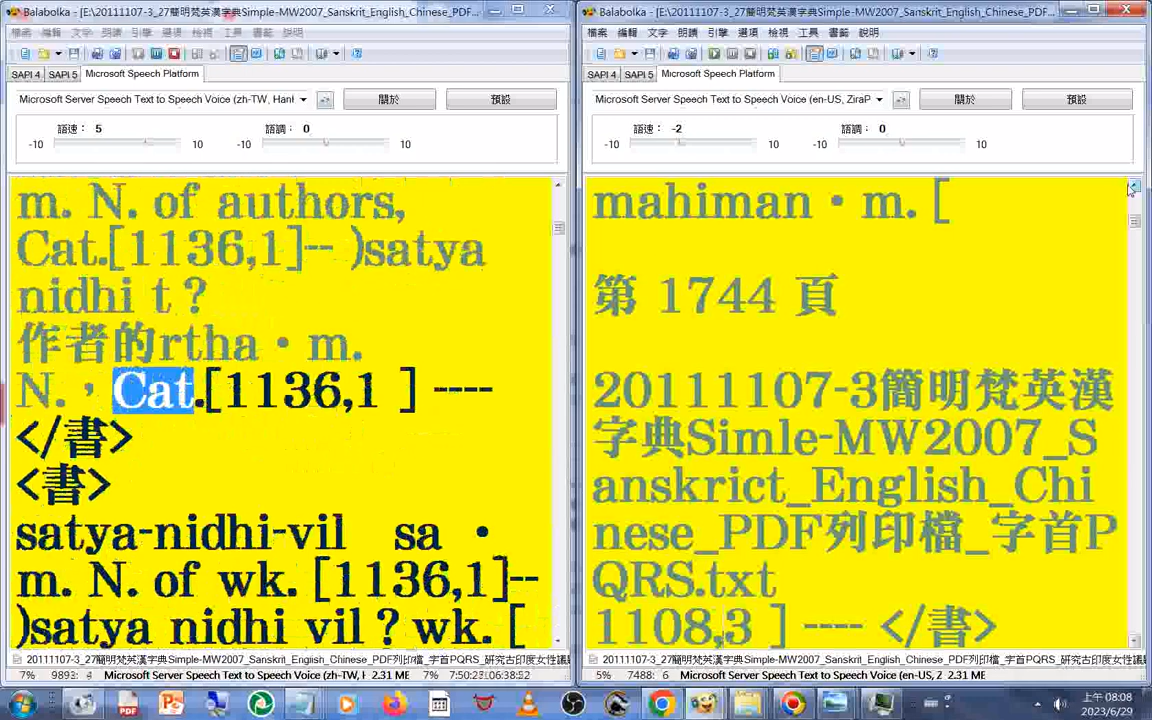 Balabolka - [E:\20111107-3_27簡明梵英漢字典Simple-MW2007_Sanskrit_English_Chinese_PDF...
檔案 編輯 文字 朗讀 引擎 選項 檢視 工具 書籤 說明
SAPI 4 SAPI 5 Microsoft Speech Platform
Microsoft Server Speech Text to Speech Voice (zh-TW, Hanl
關於 預設
語速： 5 語調： 0
-10 10 -10 10
m. N. of authors,
Cat.[1136,1]-- )satya
nidhi t ?
作者的rtha • m.
N. , Cat.[1136,1 ] ----
</書>
<書>
satya-nidhi-vil sa •
m. N. of wk. [1136,1]--
)satya nidhi vil ? wk. [
20111107-3_27簡明梵英漢字典Simple-MW2007_Sanskrit_English_Chinese_PDF列印檔_字首PQRS_研究古印度女性議
7% 9893: 4 Microsoft Server Speech Text to Speech Voice (zh-TW, H 2.31 ME 7% 7:50:23 06:38:52
Balabolka - [E:\20111107-3_27簡明梵英漢字典Simple-MW2007_Sanskrit_English_Chinese_PDF...
檔案 編輯 文字 朗讀 引擎 選項 檢視 工具 書籤 說明
SAPI 4 SAPI 5 Microsoft Speech Platform
Microsoft Server Speech Text to Speech Voice (en-US, ZiraP
關於 預設
語速： -2 語調： 0
-10 10 -10 10
mahiman • m. [
第 1744 頁
20111107-3簡明梵英漢
字典Simle-MW2007_S
anskrict_English_Chi
nese_PDF列印檔_字首P
QRS.txt
1108,3 ] ---- </書>
20111107-3_27簡明梵英漢字典Simple-MW2007_Sanskrit_English_Chinese_PDF列印檔_字首PQRS_研究古印度女性議
5% 7488: 6 Microsoft Server Speech Text to Speech Voice (en-US, Z 2.31 ME
上午 08:08
2023/6/29